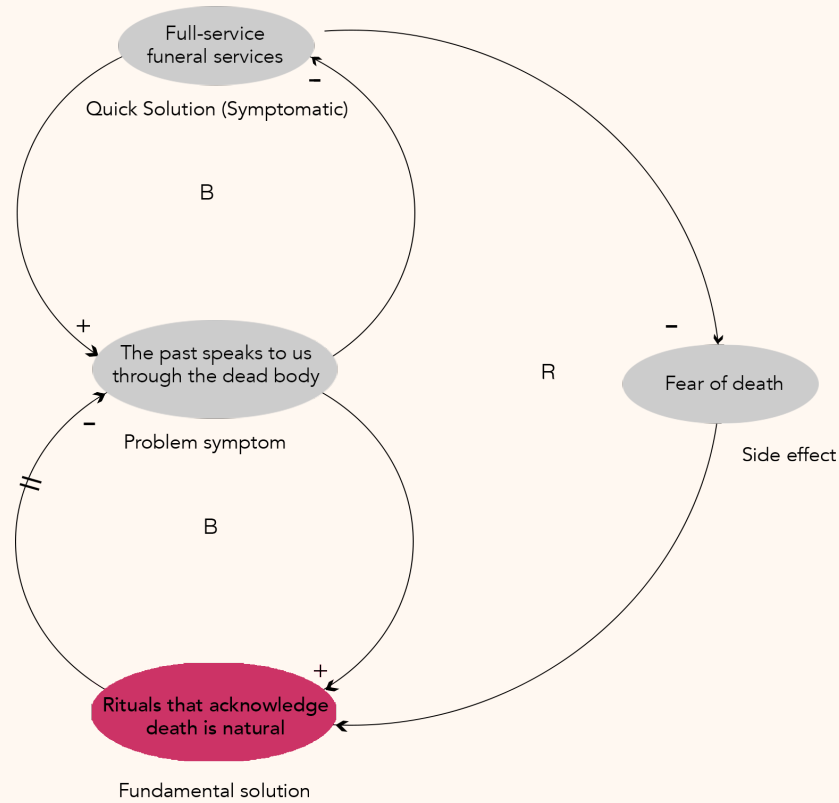 Full-service
funeral services
-
Quick Solution (Symptomatic)
B
+
-
The past speaks to us
through the dead body
R
Fear of death
-
Problem symptom
Side effect
B
+
Rituals that acknowledge
death is natural
Fundamental solution